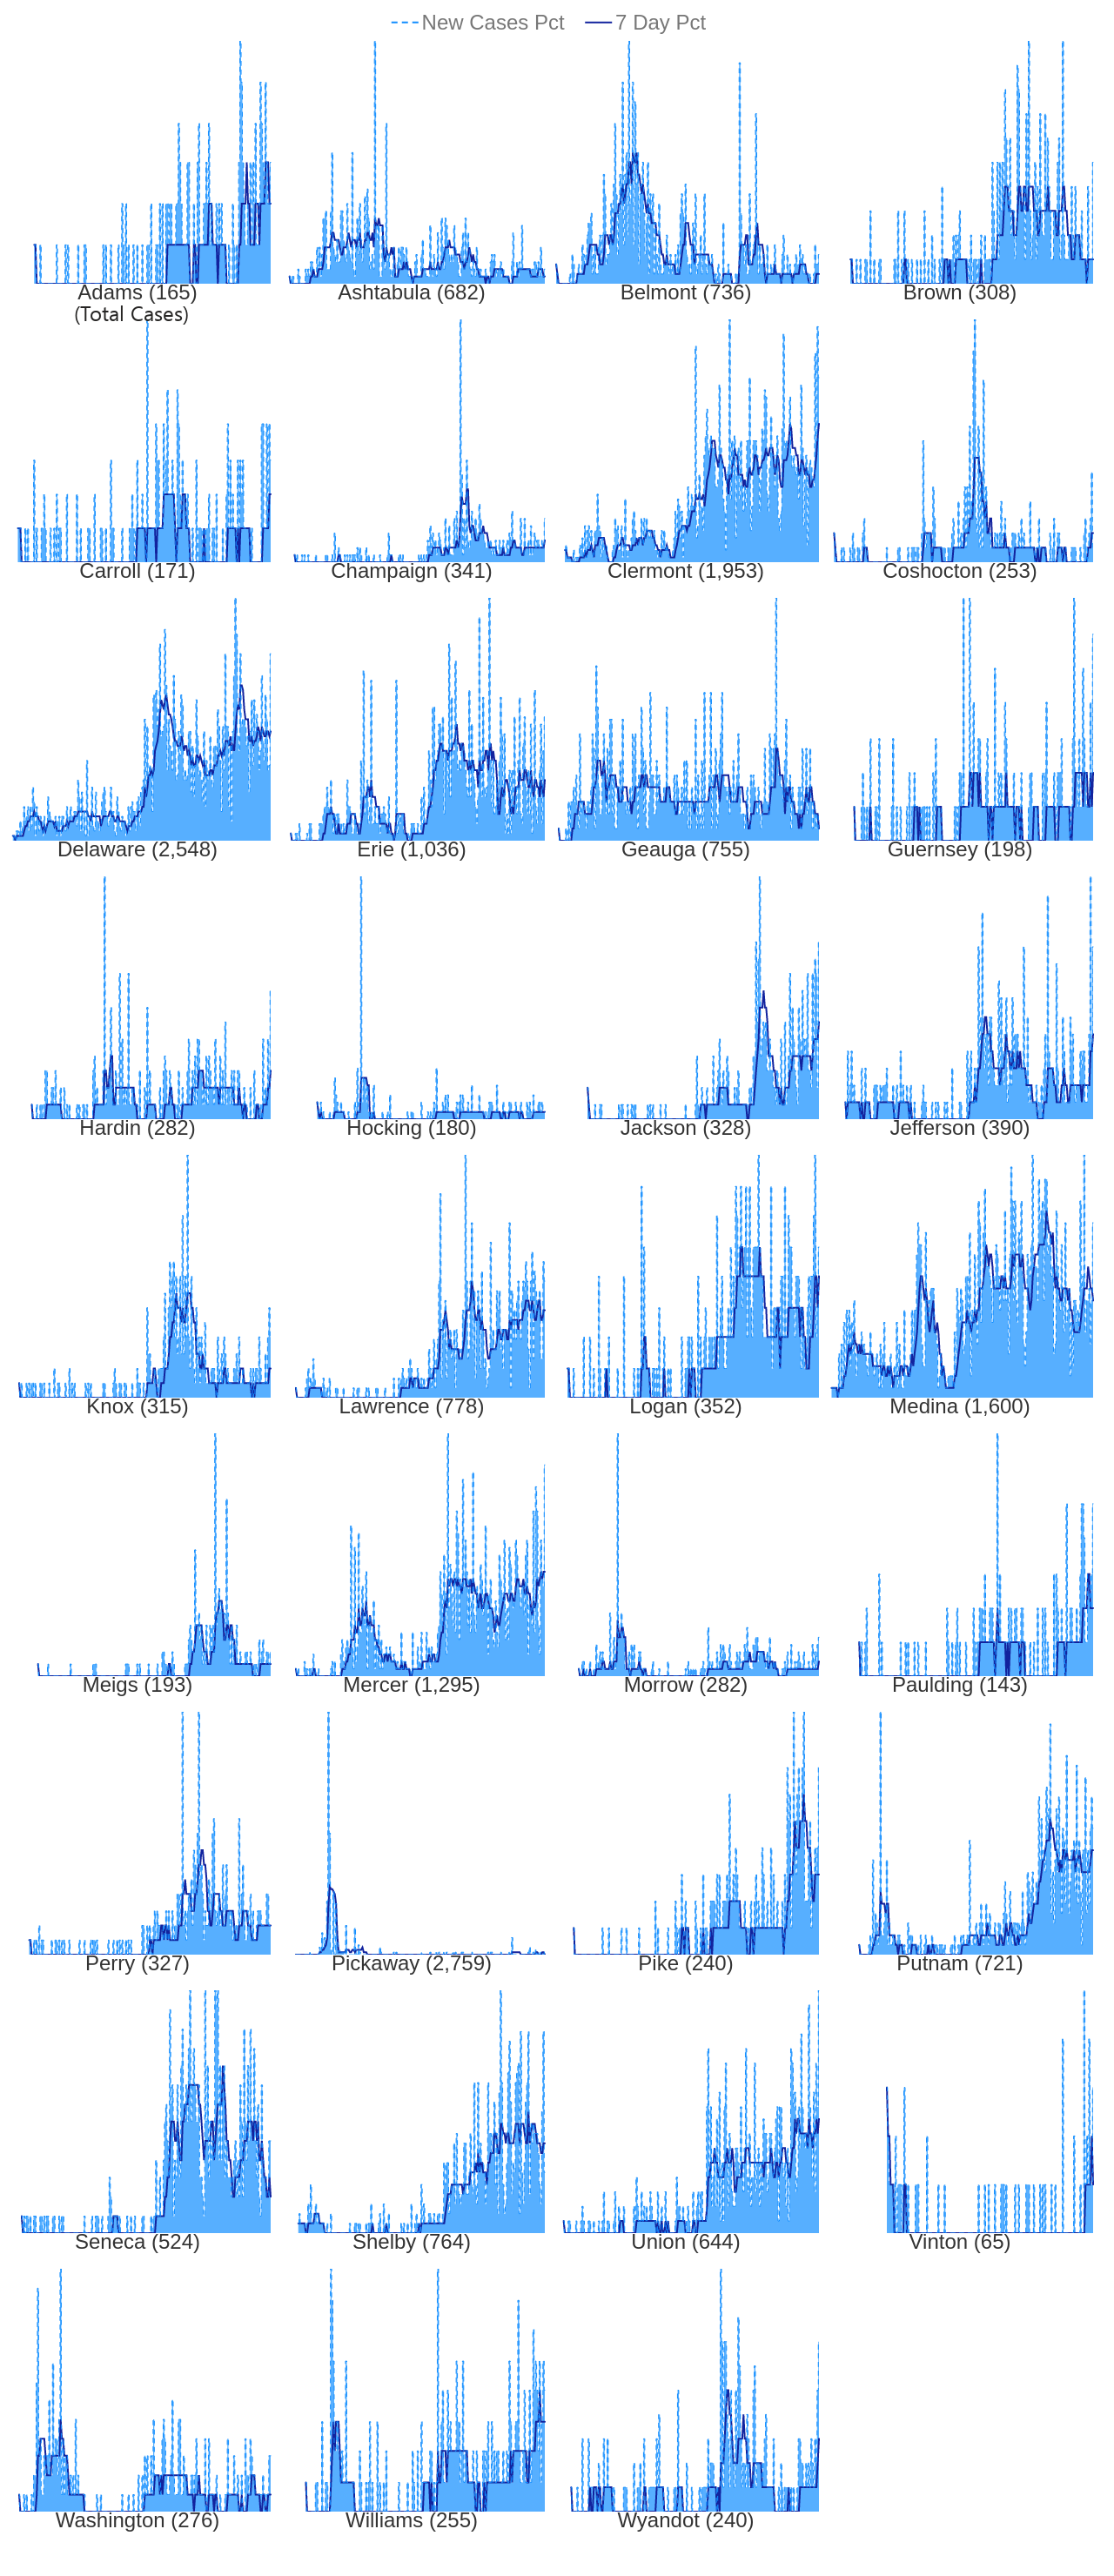 New Cases Pct 7 Day Pct
Adams (165) Ashtabula (682) Belmont (736) Brown (308)
(Total Cases)
Carroll (171) Champaign (341) Clermont (1,953) Coshocton (253)
Delaware (2,548) Erie (1,036) Geauga (755) Guernsey (198)
Hardin (282) Hocking (180) Jackson (328) Jefferson (390)
Knox (315) Lawrence (778) Logan (352) Medina (1,600)
Meigs (193) Mercer (1,295) Morrow (282) Paulding (143)
Perry (327) Pickaway (2,759) Pike (240) Putnam (721)
Seneca (524) Shelby (764) Union (644) Vinton (65)
Washington (276) Williams (255) Wyandot (240)